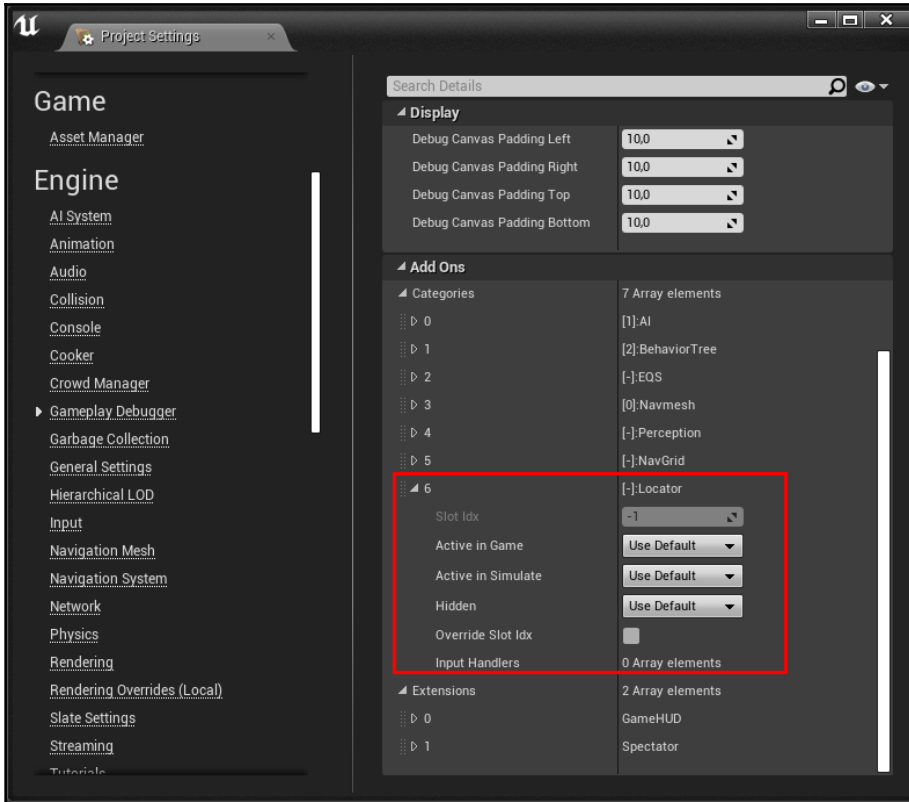 Project Settings
Game
Asset Manager
Engine
AI System
Animation
Audio
Collision
Console
Cooker
Crowd Manager
Gameplay Debugger
Garbage Collection
General Settings
Hierarchical LOD
Input
Navigation Mesh
Navigation System
Network
Physics
Rendering
Rendering Overrides (Local)
Slate Settings
Streaming
Tutorials
Search Details
Display
Debug Canvas Padding Left 10,0
Debug Canvas Padding Right 10,0
Debug Canvas Padding Top 10,0
Debug Canvas Padding Bottom 10,0
Add Ons
Categories 7 Array elements
0 [1]:AI
1 [2]:BehaviorTree
2 [-]:EQS
3 [0]:Navmesh
4 [-]:Perception
5 [-]:NavGrid
6 [-]:Locator
Slot Idx -1
Active in Game Use Default
Active in Simulate Use Default
Hidden Use Default
Override Slot Idx
Input Handlers 0 Array elements
Extensions 2 Array elements
0 GameHUD
1 Spectator